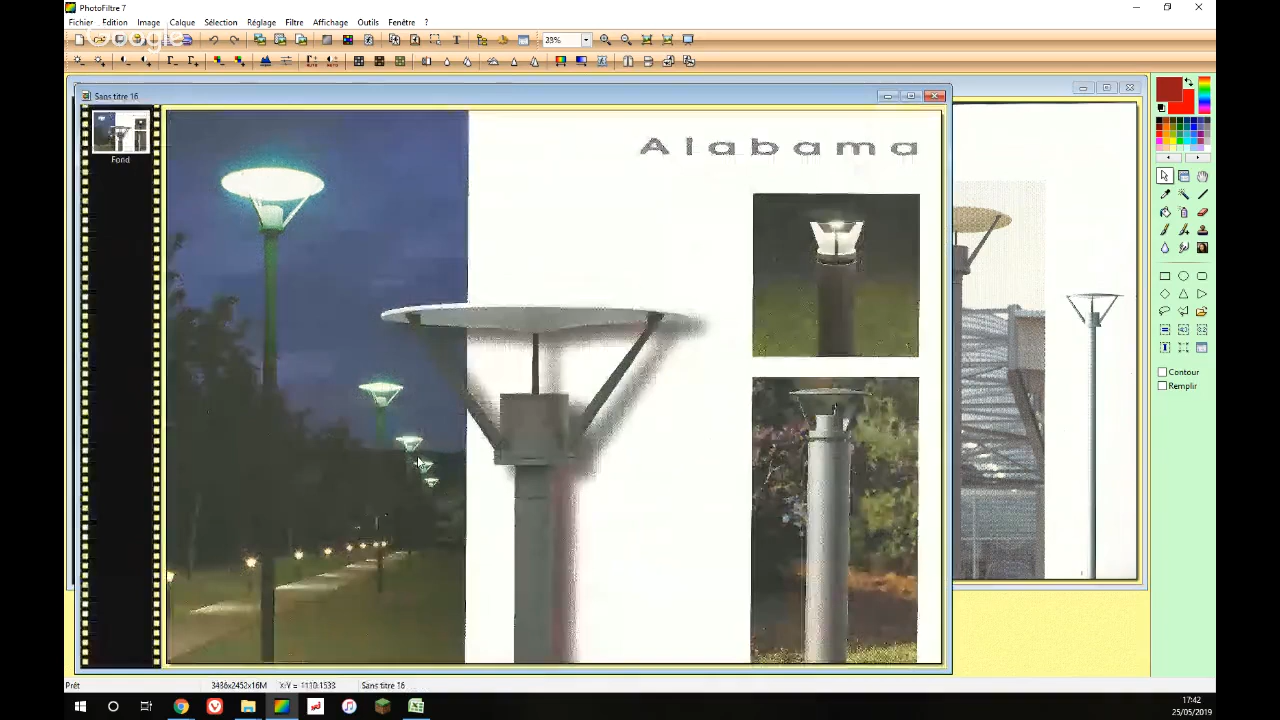 PhotoFiltre 7
Fichier Edition Image Calque Sélection Réglage Filtre Affichage Outils Fenêtre ?
Google
23%
Sans titre 16
Fond
Alabama
Contour
Remplir
Prêt 3436x2452x16M X:Y = 1110:1533 Sans titre 16
17:42
25/05/2019